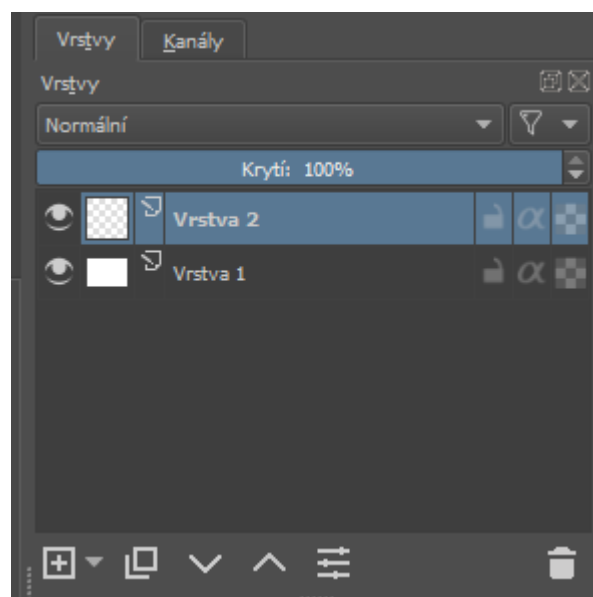 Vrstvy Kanály
Vrstvy
Normální
Krytí: 100%
Vrstva 2
α
Vrstva 1
α